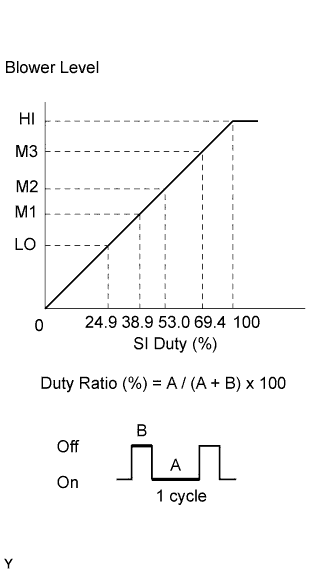 Blower Level
HI
M3
M2
M1
LO
0
24.9 38.9 53.0 69.4 100
SI Duty (%)
Duty Ratio (%) = A / (A + B) x 100
B
Off
A
On
1 cycle
Y